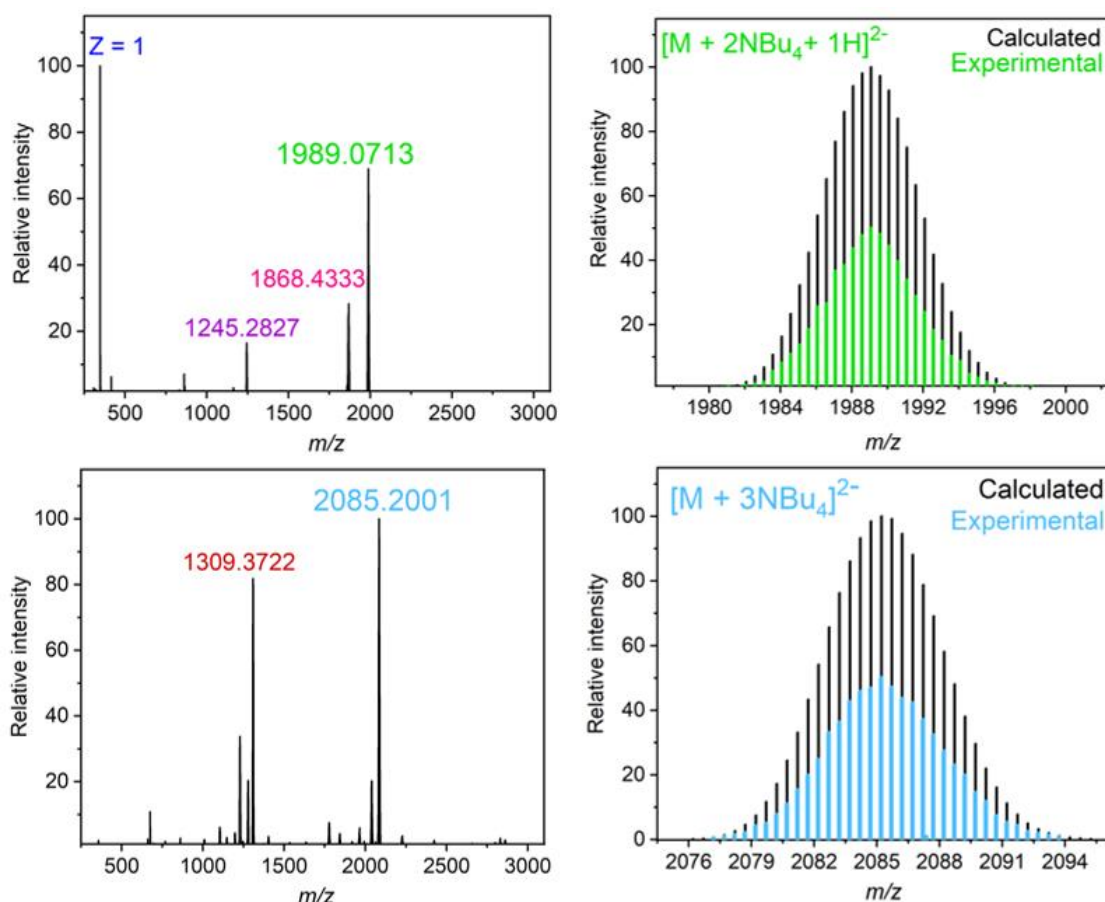 Z = 1
1989.0713
1868.4333
1245.2827
100
80
60
40
20
Relative intensity
500 1000 1500 2000 2500 3000
m/z
[M + 2NBu4+ 1H]2-
Calculated
Experimental
100
80
60
40
20
Relative intensity
1980 1984 1988 1992 1996 2000
m/z
2085.2001
1309.3722
100
80
60
40
20
Relative intensity
500 1000 1500 2000 2500 3000
m/z
[M + 3NBu4]2-
Calculated
Experimental
100
80
60
40
20
0
Relative intensity
2076 2079 2082 2085 2088 2091 2094
m/z